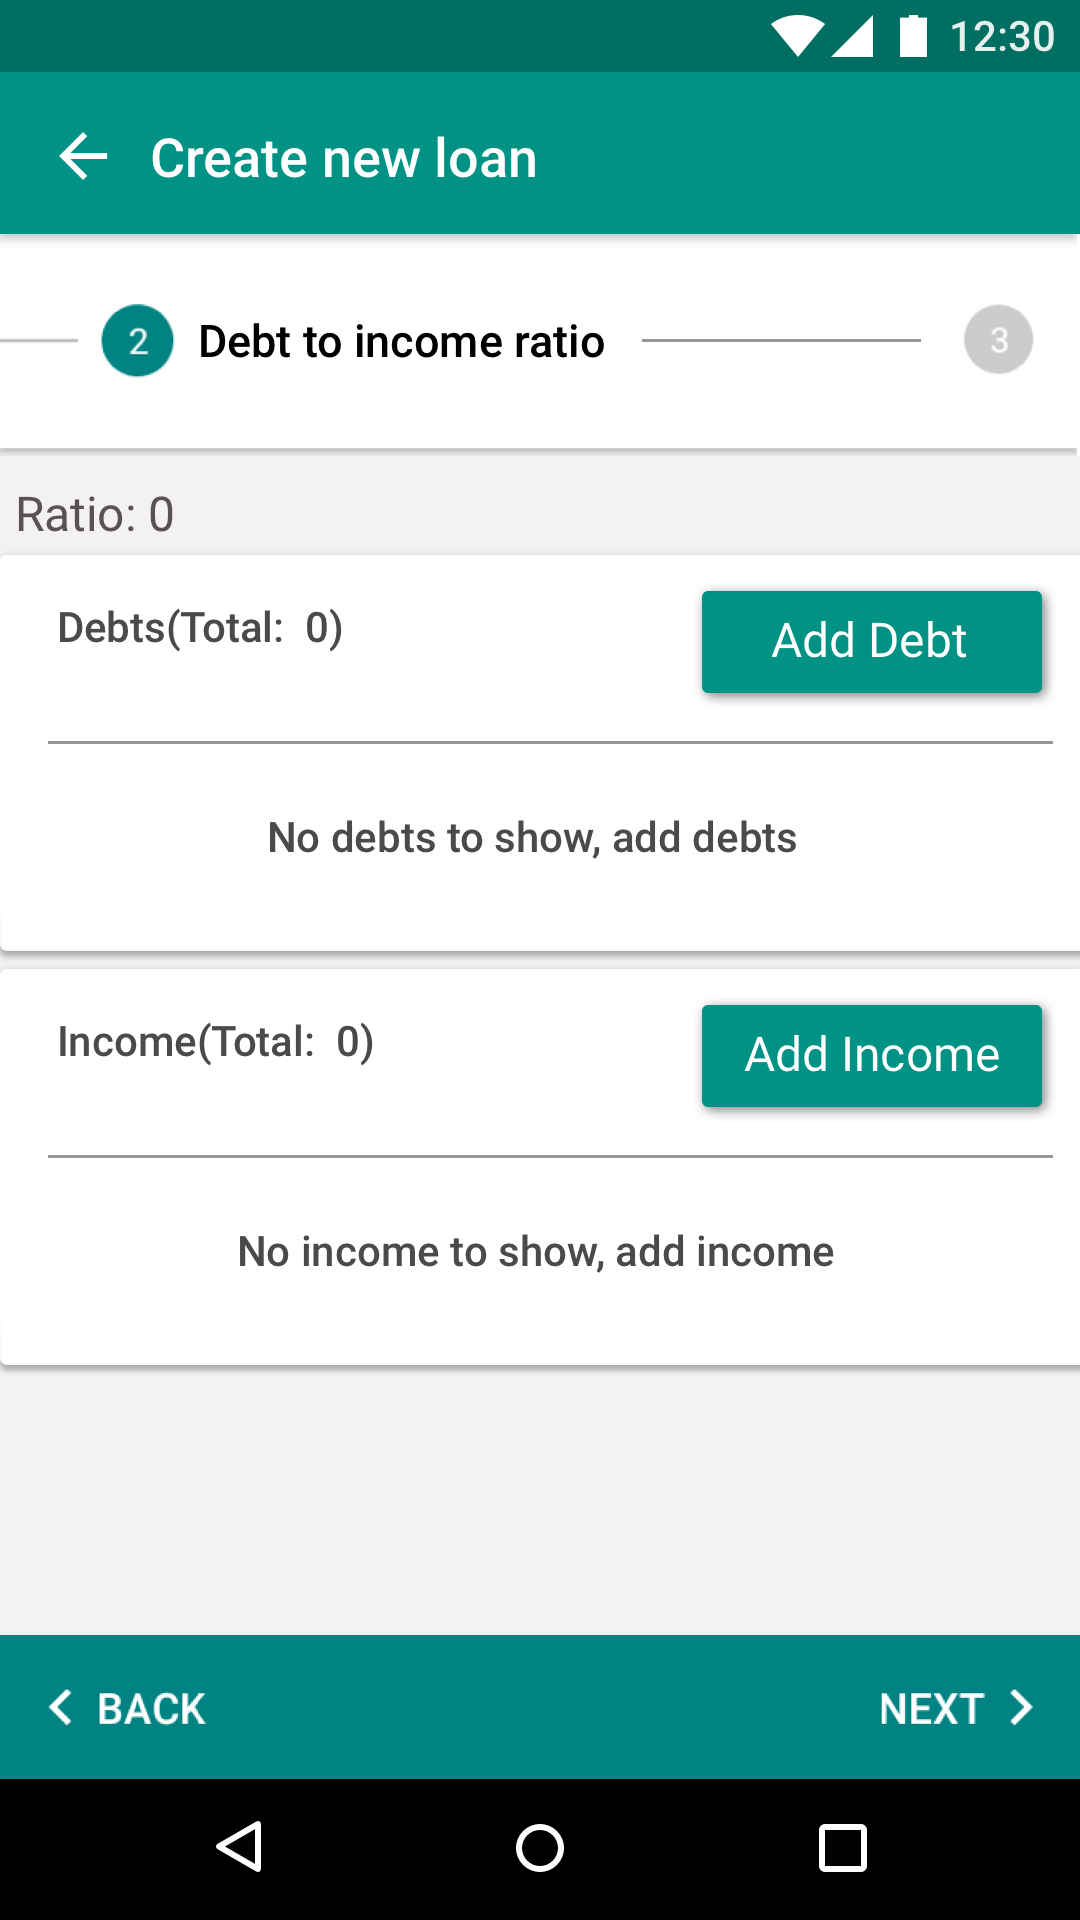 12:30
Create new loan
2 Debt to income ratio 3
Ratio: 0
Debts(Total: 0) Add Debt
No debts to show, add debts
Income(Total: 0) Add Income
No income to show, add income
BACK NEXT